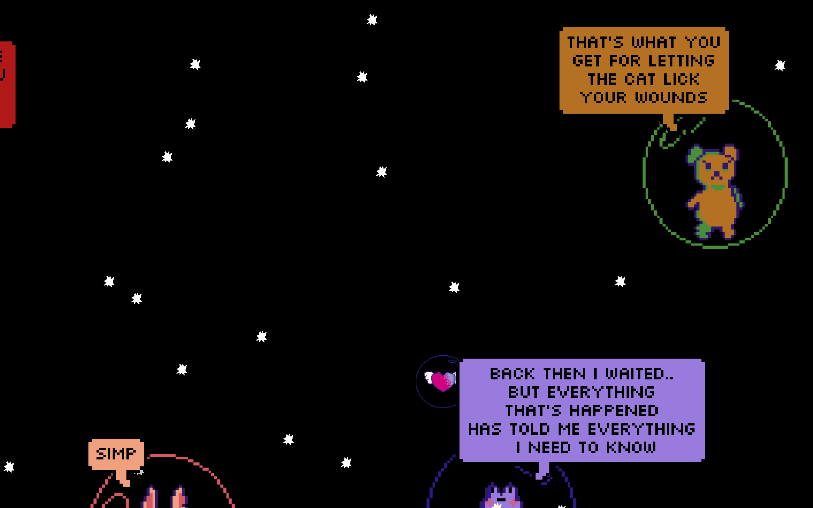 THAT'S WHAT YOU
GET FOR LETTING
THE CAT LICK
YOUR WOUNDS
BACK THEN I WAITED..
BUT EVERYTHING
THAT'S HAPPENED
HAS TOLD ME EVERYTHING
I NEED TO KNOW
SIMP